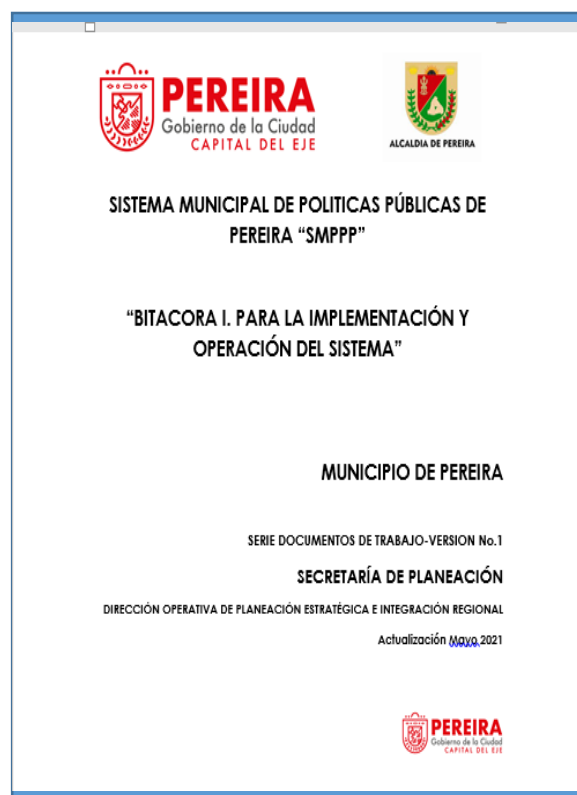 PEREIRA
Gobierno de la Ciudad
CAPITAL DEL EJE
ALCALDIA DE PEREIRA
SISTEMA MUNICIPAL DE POLITICAS PÚBLICAS DE
PEREIRA “SMPPP”
“BITACORA I. PARA LA IMPLEMENTACIÓN Y
OPERACIÓN DEL SISTEMA”
MUNICIPIO DE PEREIRA
SERIE DOCUMENTOS DE TRABAJO-VERSION No.1
SECRETARÍA DE PLANEACIÓN
DIRECCIÓN OPERATIVA DE PLANEACIÓN ESTRATÉGICA E INTEGRACIÓN REGIONAL
Actualización Mayo 2021
PEREIRA
Gobierno de la Ciudad
CAPITAL DEL EJE